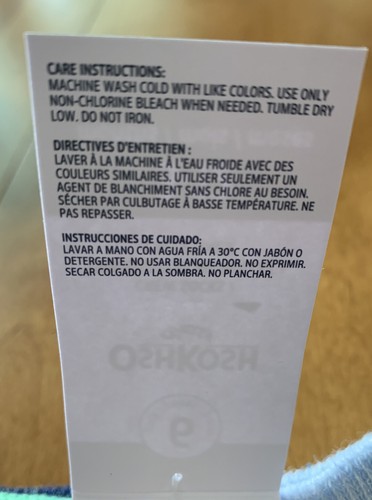 CARE INSTRUCTIONS:
MACHINE WASH COLD WITH LIKE COLORS. USE ONLY
NON-CHLORINE BLEACH WHEN NEEDED. TUMBLE DRY
LOW. DO NOT IRON.
DIRECTIVES D'ENTRETIEN :
LAVER À LA MACHINE À L'EAU FROIDE AVEC DES
COULEURS SIMILAIRES. UTILISER SEULEMENT UN
AGENT DE BLANCHIMENT SANS CHLORE AU BESOIN.
SÉCHER PAR CULBUTAGE À BASSE TEMPÉRATURE. NE
PAS REPASSER.
INSTRUCCIONES DE CUIDADO:
LAVAR A MANO CON AGUA FRÍA A 30°C CON JABÓN O
DETERGENTE. NO USAR BLANQUEADOR. NO EXPRIMIR.
SECAR COLGADO A LA SOMBRA. NO PLANCHAR.
OSHKOSH